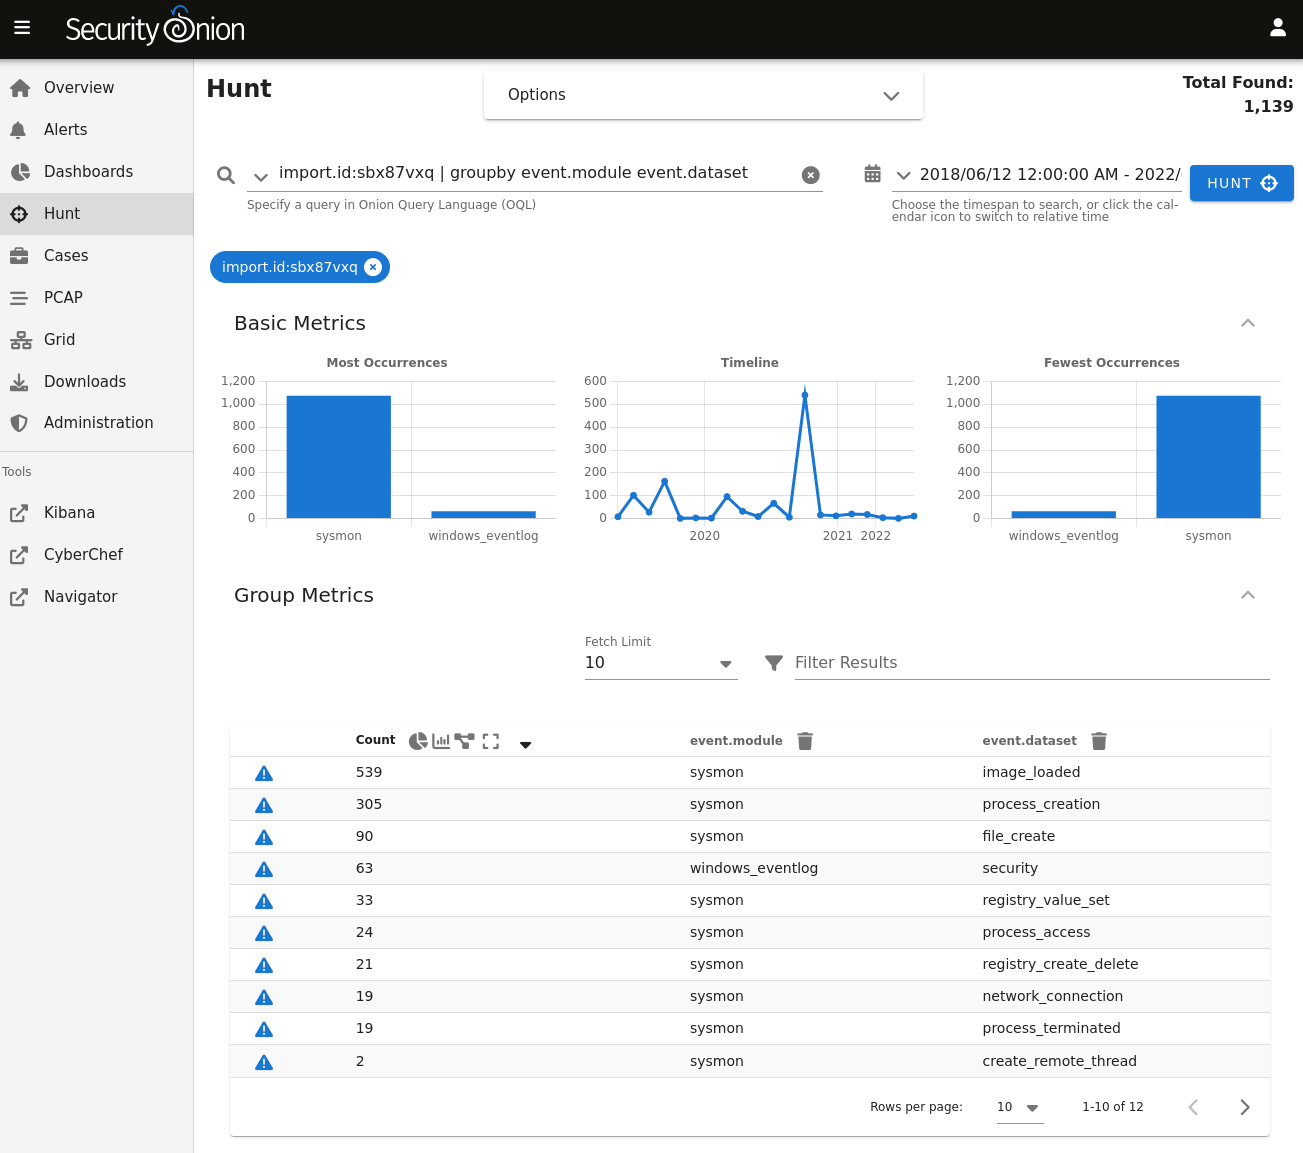 Security Onion
Overview
Alerts
Dashboards
Hunt
Cases
PCAP
Grid
Downloads
Administration
Tools
Kibana
CyberChef
Navigator
Hunt
Options
Total Found:
1,139
import.id:sbx87vxq | groupby event.module event.dataset
Specify a query in Onion Query Language (OQL)
2018/06/12 12:00:00 AM - 2022/
Choose the timespan to search, or click the cal-
endar icon to switch to relative time
HUNT
import.id:sbx87vxq
Basic Metrics
Most Occurrences
1,200
1,000
800
600
400
200
0
sysmon windows_eventlog
Timeline
600
500
400
300
200
100
0
2020 2021 2022
Fewest Occurrences
1,200
1,000
800
600
400
200
0
windows_eventlog sysmon
Group Metrics
Fetch Limit
10
Filter Results
Count event.module event.dataset
539 sysmon image_loaded
305 sysmon process_creation
90 sysmon file_create
63 windows_eventlog security
33 sysmon registry_value_set
24 sysmon process_access
21 sysmon registry_create_delete
19 sysmon network_connection
19 sysmon process_terminated
2 sysmon create_remote_thread
Rows per page: 10 1-10 of 12